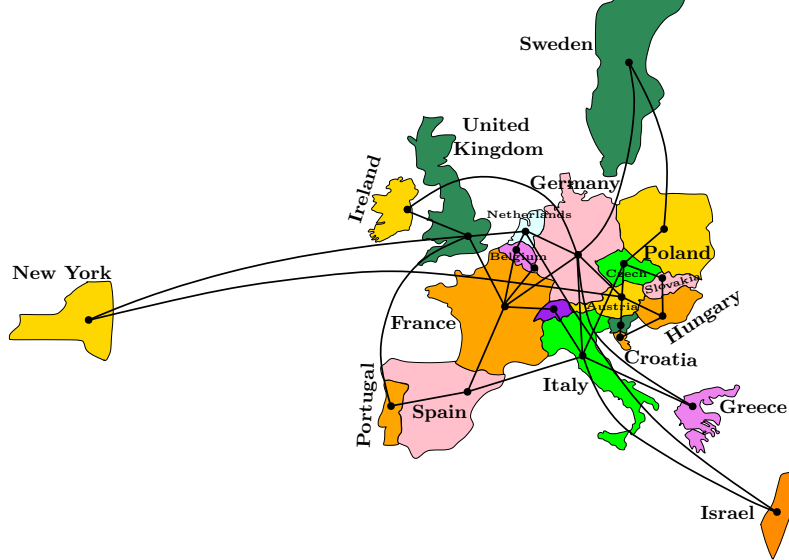 Sweden
United
Kingdom
Ireland
Germany
Netherlands
Belgium
Poland
Czech
New York
Slovakia
Austria
Hungary
France
Croatia
Italy
Portugal
Spain
Greece
Israel